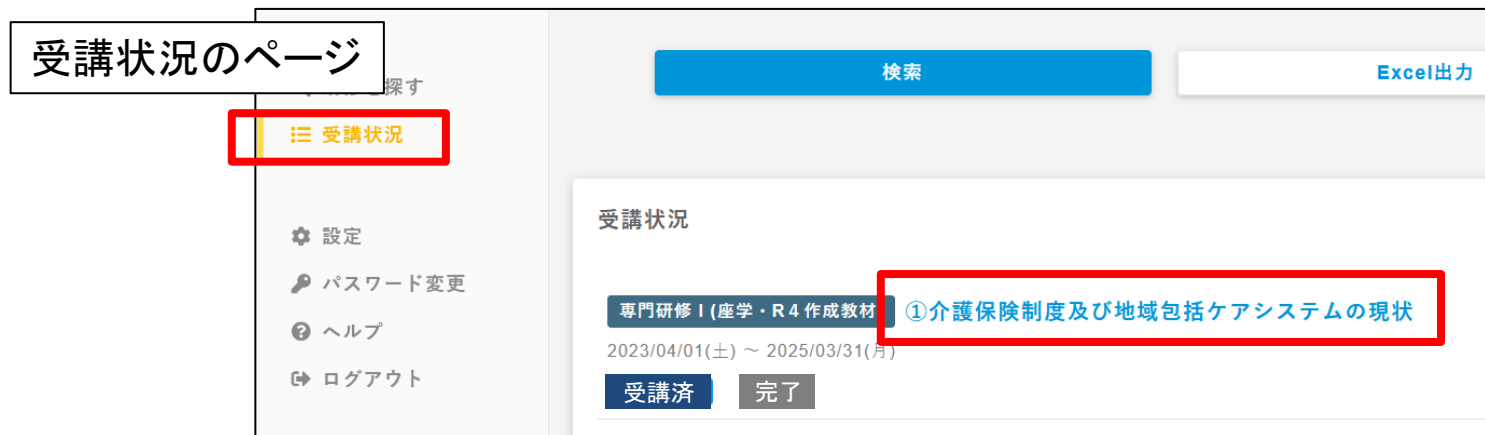 受講状況のページ
探す
受講状況
設定
パスワード変更
ヘルプ
ログアウト
検索
Excel出力
受講状況
専門研修Ⅰ(座学・R4作成教材
①介護保険制度及び地域包括ケアシステムの現状
2023/04/01(土) ～ 2025/03/31(月)
受講済
完了